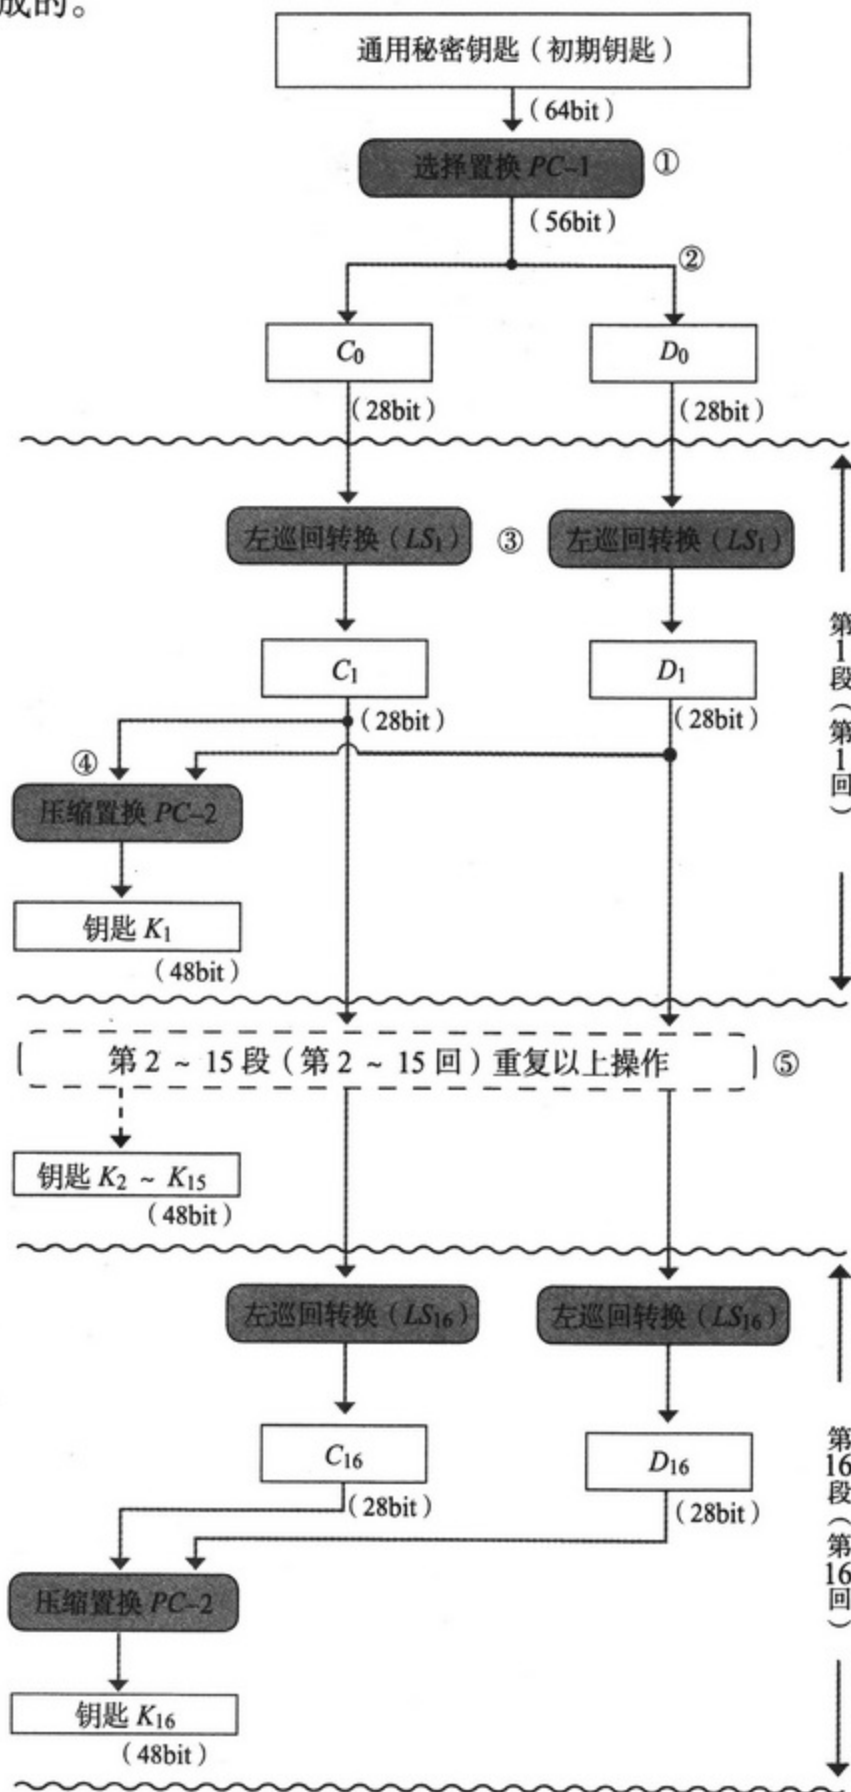 成的。
通用秘密钥匙（初期钥匙）
（64bit）
选择置换 PC–1 ①
（56bit）
②
C0 D0
（28bit） （28bit）
左巡回转换（LS1） ③ 左巡回转换（LS1）
C1 D1
（28bit） （28bit）
第1段（第1回）
④
压缩置换 PC–2
钥匙 K1
（48bit）
第 2 ~ 15 段（第 2 ~ 15 回）重复以上操作 ⑤
钥匙 K2 ~ K15
（48bit）
左巡回转换（LS16） 左巡回转换（LS16）
C16 D16
（28bit） （28bit）
第16段（第16回）
压缩置换 PC–2
钥匙 K16
（48bit）